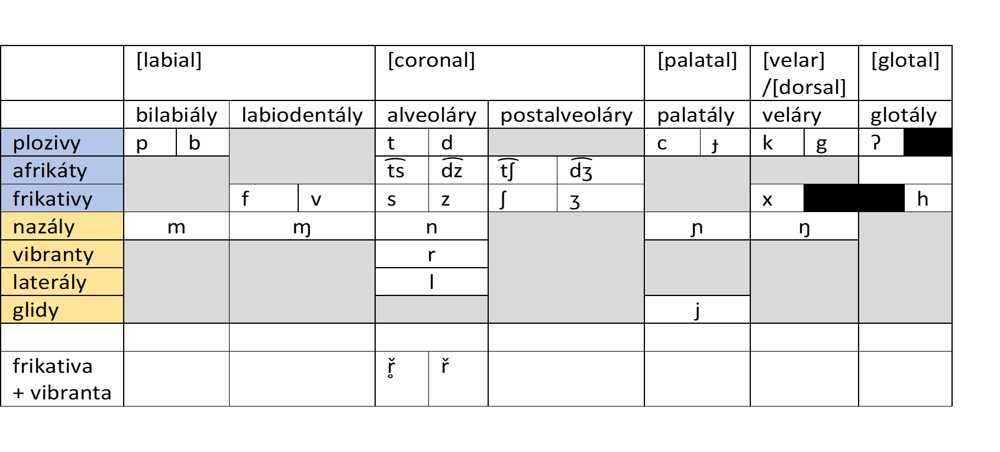 [labial] [coronal] [palatal] [velar] [glotal]
/[dorsal]
bilabiály labiodentály alveoláry postalveoláry palatály veláry glotály
plozivy p b t d c ɟ k g ʔ
afrikáty t͡s d͡z t͡ʃ d͡ʒ
frikativy f v s z ʃ ʒ x h
nazály m ɱ n ɲ ŋ
vibranty r
laterály l
glidy j
frikativa ř̥ ř
+ vibranta